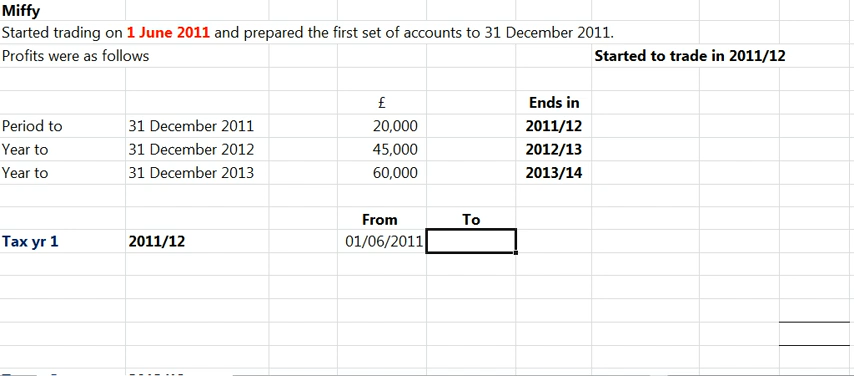 Miffy
Started trading on 1 June 2011 and prepared the first set of accounts to 31 December 2011.
Profits were as follows Started to trade in 2011/12
£ Ends in
Period to 31 December 2011 20,000 2011/12
Year to 31 December 2012 45,000 2012/13
Year to 31 December 2013 60,000 2013/14
From To
Tax yr 1 2011/12 01/06/2011